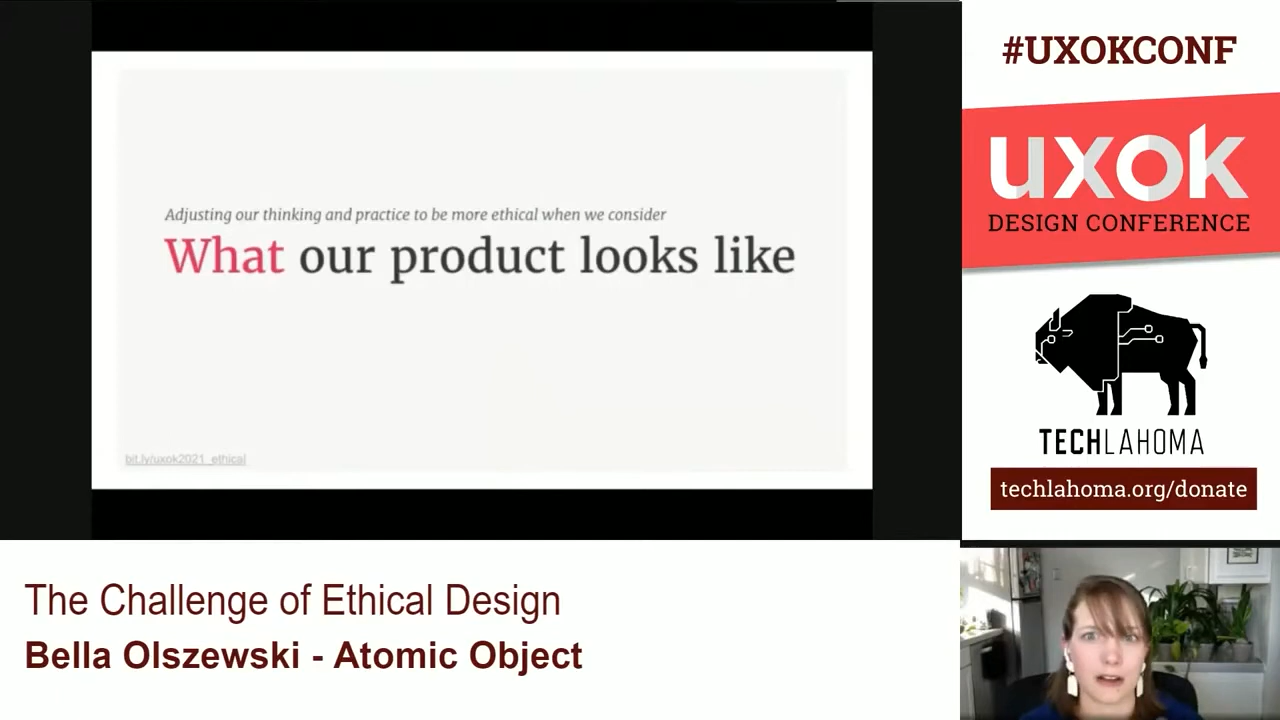 Adjusting our thinking and practice to be more ethical when we consider
What our product looks like
bit.ly/uxok2021_ethical
#UXOKCONF
uxok
DESIGN CONFERENCE
TECHLAHOMA
techlahoma.org/donate
The Challenge of Ethical Design
Bella Olszewski - Atomic Object